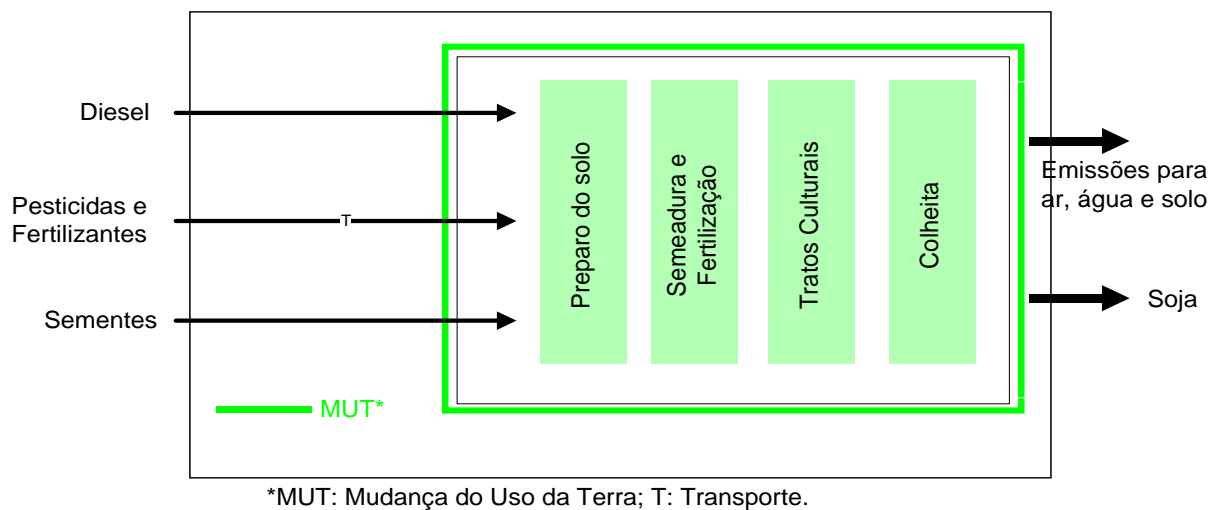 Diesel
Pesticidas e
Fertilizantes
T
Sementes
Preparo do solo
Semeadura e
Fertilização
Tratos Culturais
Colheita
Emissões para
ar, água e solo
Soja
MUT*
*MUT: Mudança do Uso da Terra; T: Transporte.